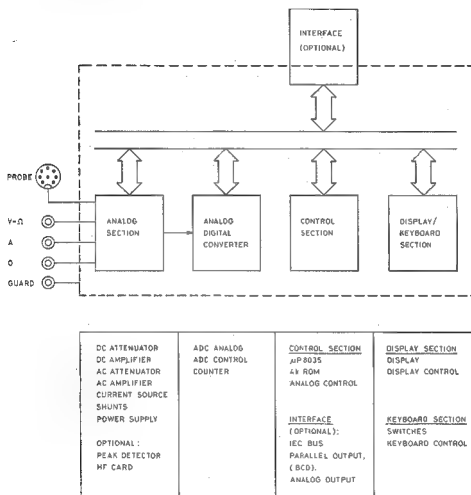 INTERFACE
(OPTIONAL)
PROBE
V-Ω
A
O
GUARD
ANALOG
SECTION
ANALOG
DIGITAL
CONVERTER
CONTROL
SECTION
DISPLAY/
KEYBOARD
SECTION
DC ATTENUATOR
DC AMPLIFIER
AC ATTENUATOR
AC AMPLIFIER
CURRENT SOURCE
SHUNTS
POWER SUPPLY
OPTIONAL:
PEAK DETECTOR
HF CARD
ADC ANALOG
ADC CONTROL
COUNTER
CONTROL SECTION
µP8035
4k ROM
ANALOG CONTROL
INTERFACE
(OPTIONAL):
IEC BUS
PARALLEL OUTPUT,
(BCD).
ANALOG OUTPUT
DISPLAY SECTION
DISPLAY
DISPLAY CONTROL
KEYBOARD SECTION
SWITCHES
KEYBOARD CONTROL